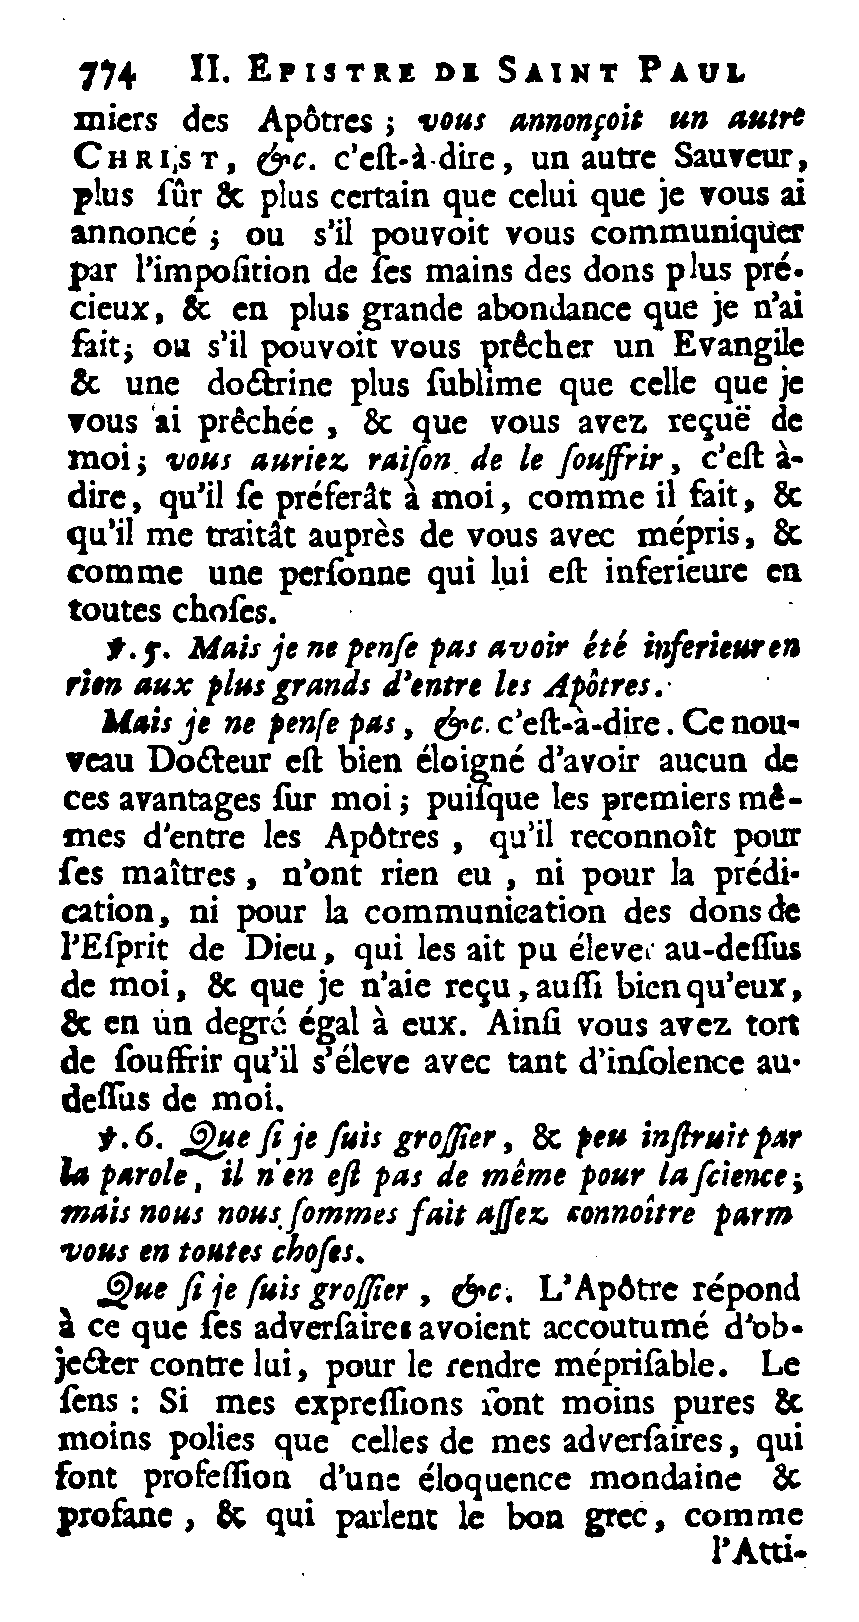 774 II. EPISTRE DE SAINT PAUL
miers des Apôtres ; vous annonçoit un autre
CHRIST, &c. c'eſt-à-dire, un autre Sauveur,
plus ſûr & plus certain que celui que je vous ai
annoncé ; ou s'il pouvoit vous communiquer
par l'impoſition de ſes mains des dons plus pré-
cieux, & en plus grande abondance que je n'ai
fait; ou s'il pouvoit vous prêcher un Evangile
& une doctrine plus ſublime que celle que je
vous ai prêchée , & que vous avez reçuë de
moi ; vous auriez raiſon de le ſouffrir, c'eſt à-
dire, qu'il ſe préferât à moi, comme il fait, &
qu'il me traitât auprès de vous avec mépris, &
comme une perſonne qui lui eſt inferieure en
toutes choſes.
℣. 5. Mais je ne penſe pas avoir été inferieur en
rien aux plus grands d'entre les Apôtres.
Mais je ne penſe pas, &c. c'eſt-à-dire. Ce nou-
veau Docteur eſt bien éloigné d'avoir aucun de
ces avantages ſur moi ; puiſque les premiers mê-
mes d'entre les Apôtres , qu'il reconnoît pour
ſes maîtres , n'ont rien eu , ni pour la prédi-
cation, ni pour la communication des dons de
l'Eſprit de Dieu, qui les ait pu élever au-deſſus
de moi, & que je n'aie reçu, auſſi bien qu'eux,
& en un degré égal à eux. Ainſi vous avez tort
de ſouffrir qu'il s'éleve avec tant d'inſolence au-
deſſus de moi.
℣. 6. Que ſi je ſuis groſſier, & peu inſtruit par
la parole, il n'en eſt pas de même pour la ſcience;
mais nous nous ſommes fait aſſez connoître parm
vous en toutes choſes.
Que ſi je ſuis groſſier , &c. L'Apôtre répond
à ce que ſes adverſaires avoient accoutumé d'ob-
jecter contre lui, pour le rendre mépriſable. Le
ſens : Si mes expreſſions ſont moins pures &
moins polies que celles de mes adverſaires, qui
font profeſſion d'une éloquence mondaine &
profane , & qui parlent le bon grec, comme
l'Atti-